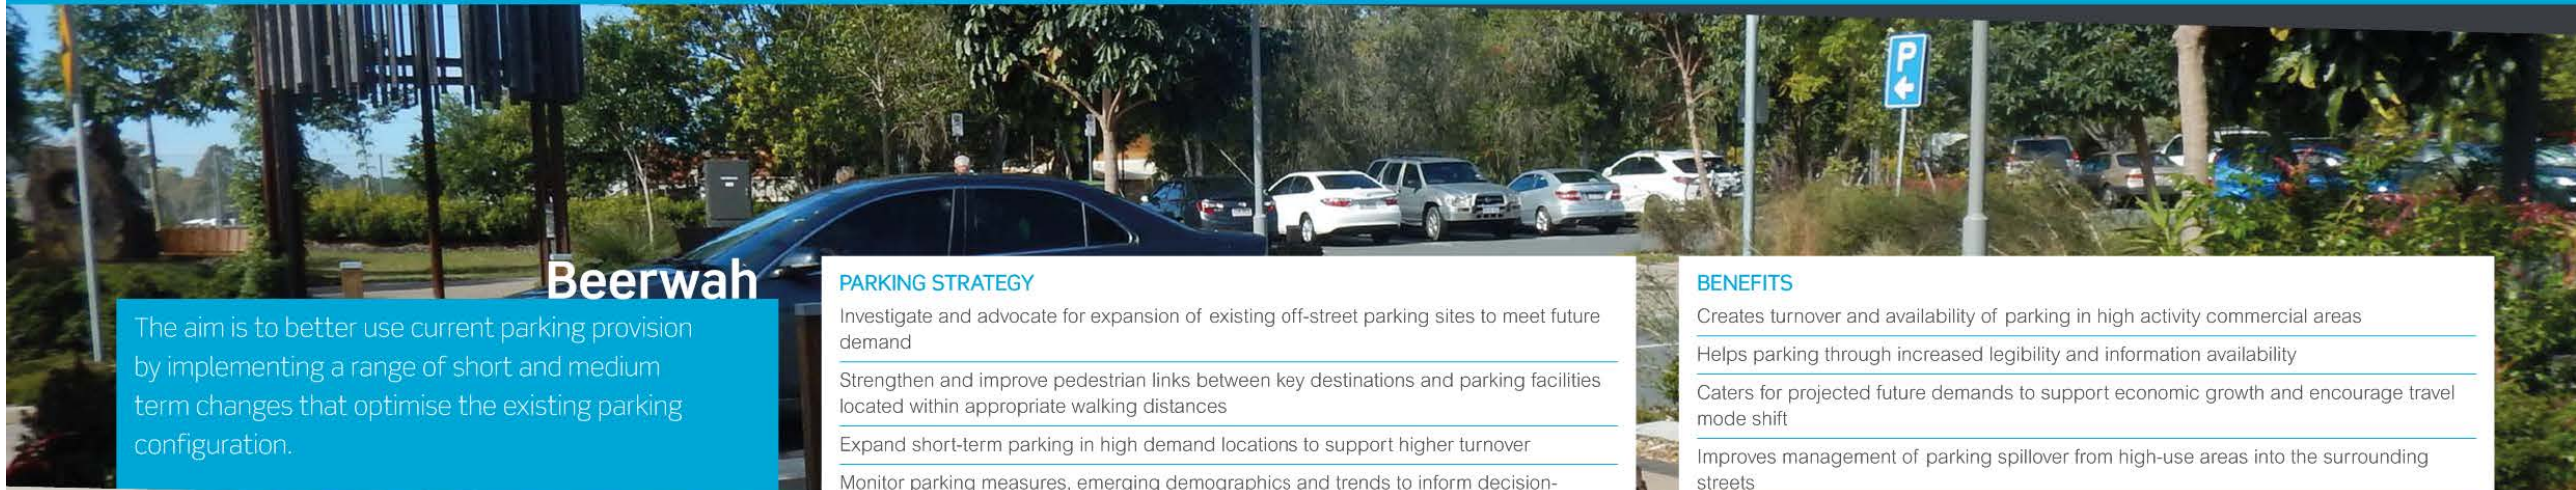 P
Beerwah
The aim is to better use current parking provision
by implementing a range of short and medium
term changes that optimise the existing parking
configuration.
PARKING STRATEGY
Investigate and advocate for expansion of existing off-street parking sites to meet future
demand
Strengthen and improve pedestrian links between key destinations and parking facilities
located within appropriate walking distances
Expand short-term parking in high demand locations to support higher turnover
Monitor parking measures, emerging demographics and trends to inform decision-
BENEFITS
Creates turnover and availability of parking in high activity commercial areas
Helps parking through increased legibility and information availability
Caters for projected future demands to support economic growth and encourage travel
mode shift
Improves management of parking spillover from high-use areas into the surrounding
streets